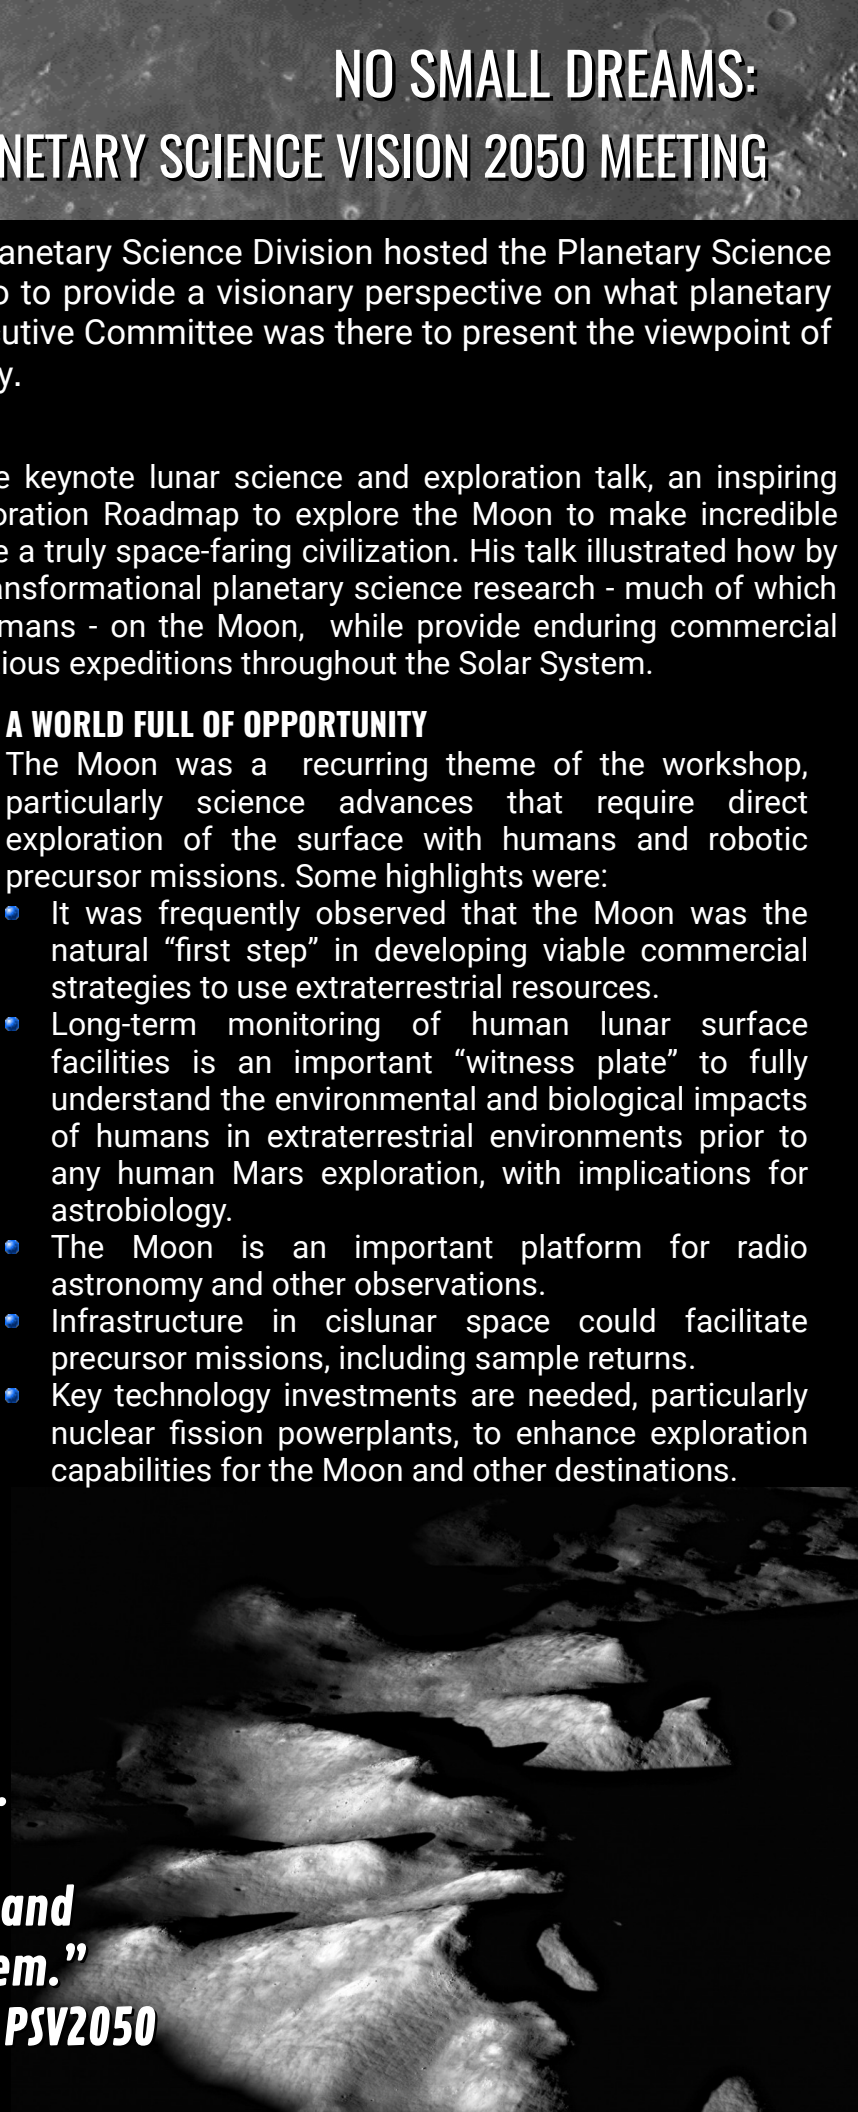 NO SMALL DREAMS:
NETARY SCIENCE VISION 2050 MEETING
anetary Science Division hosted the Planetary Science
o to provide a visionary perspective on what planetary
utive Committee was there to present the viewpoint of
y.
e keynote lunar science and exploration talk, an inspiring
oration Roadmap to explore the Moon to make incredible
e a truly space-faring civilization. His talk illustrated how by
ansformational planetary science research - much of which
mans - on the Moon, while provide enduring commercial
ious expeditions throughout the Solar System.
A WORLD FULL OF OPPORTUNITY
The Moon was a recurring theme of the workshop,
particularly science advances that require direct
exploration of the surface with humans and robotic
precursor missions. Some highlights were:
It was frequently observed that the Moon was the
natural “first step” in developing viable commercial
strategies to use extraterrestrial resources.
Long-term monitoring of human lunar surface
facilities is an important “witness plate” to fully
understand the environmental and biological impacts
of humans in extraterrestrial environments prior to
any human Mars exploration, with implications for
astrobiology.
The Moon is an important platform for radio
astronomy and other observations.
Infrastructure in cislunar space could facilitate
precursor missions, including sample returns.
Key technology investments are needed, particularly
nuclear fission powerplants, to enhance exploration
capabilities for the Moon and other destinations.
.
and
em.”
PSV2050